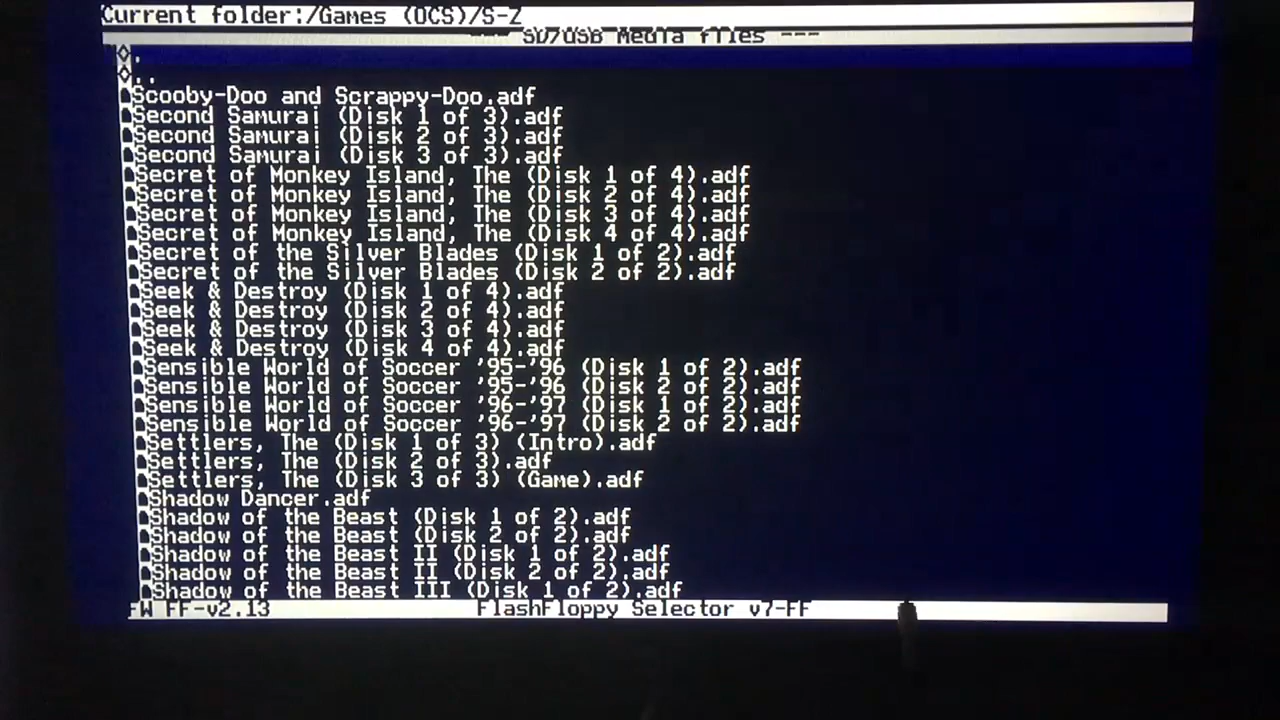 Current folder:/Games (OCS)/S-Z
--- SD/USB Media files ---
.
..
Scooby-Doo and Scrappy-Doo.adf
Second Samurai (Disk 1 of 3).adf
Second Samurai (Disk 2 of 3).adf
Second Samurai (Disk 3 of 3).adf
Secret of Monkey Island, The (Disk 1 of 4).adf
Secret of Monkey Island, The (Disk 2 of 4).adf
Secret of Monkey Island, The (Disk 3 of 4).adf
Secret of Monkey Island, The (Disk 4 of 4).adf
Secret of the Silver Blades (Disk 1 of 2).adf
Secret of the Silver Blades (Disk 2 of 2).adf
Seek & Destroy (Disk 1 of 4).adf
Seek & Destroy (Disk 2 of 4).adf
Seek & Destroy (Disk 3 of 4).adf
Seek & Destroy (Disk 4 of 4).adf
Sensible World of Soccer '95-'96 (Disk 1 of 2).adf
Sensible World of Soccer '95-'96 (Disk 2 of 2).adf
Sensible World of Soccer '96-'97 (Disk 1 of 2).adf
Sensible World of Soccer '96-'97 (Disk 2 of 2).adf
Settlers, The (Disk 1 of 3) (Intro).adf
Settlers, The (Disk 2 of 3).adf
Settlers, The (Disk 3 of 3) (Game).adf
Shadow Dancer.adf
Shadow of the Beast (Disk 1 of 2).adf
Shadow of the Beast (Disk 2 of 2).adf
Shadow of the Beast II (Disk 1 of 2).adf
Shadow of the Beast II (Disk 2 of 2).adf
Shadow of the Beast III (Disk 1 of 2).adf
FW FF-v2.13 FlashFloppy Selector v7-FF